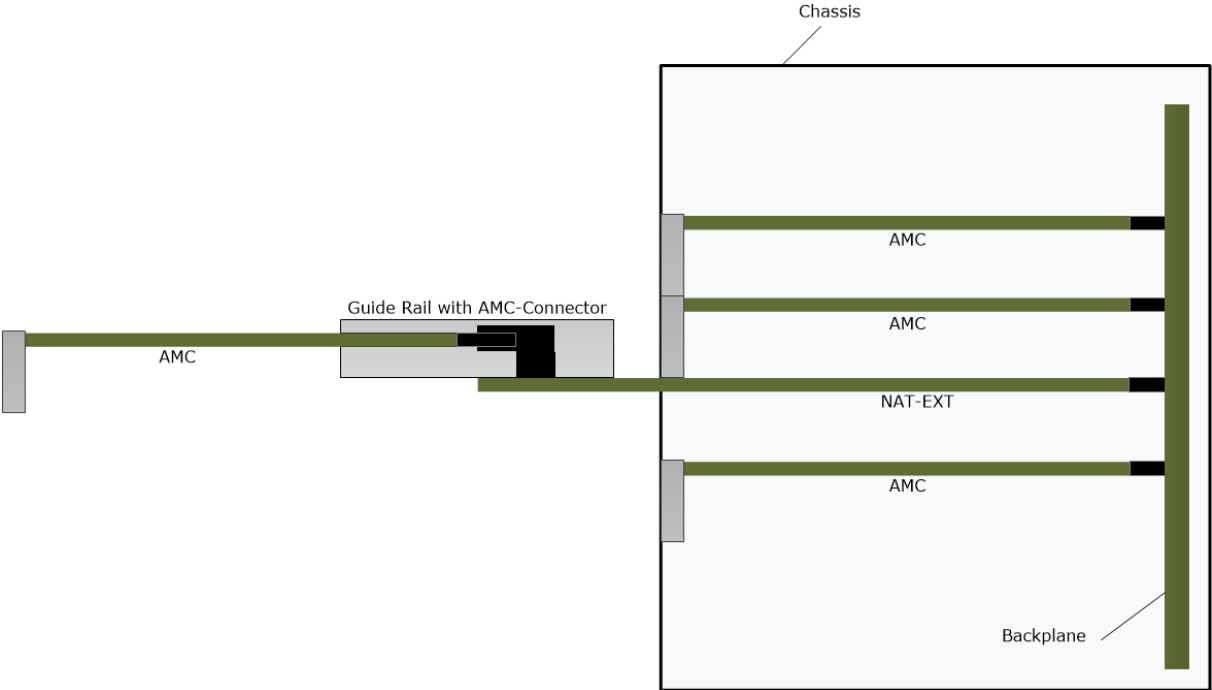 Chassis
AMC
Guide Rail with AMC-Connector
AMC
AMC
NAT-EXT
AMC
Backplane